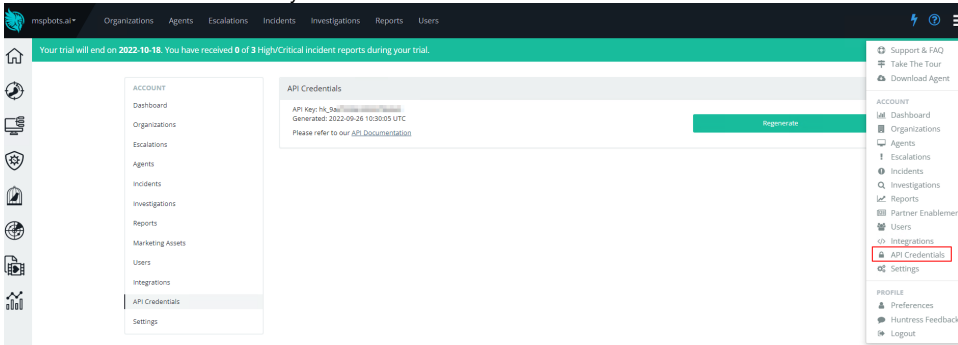 mspbots.ai
Organizations Agents Escalations Incidents Investigations Reports Users
Your trial will end on 2022-10-18. You have received 0 of 3 High/Critical incident reports during your trial.
ACCOUNT
Dashboard
Organizations
Escalations
Agents
Incidents
Investigations
Reports
Marketing Assets
Users
Integrations
API Credentials
Settings
API Credentials
API Key: hk_9a
Generated: 2022-09-26 10:30:05 UTC
Please refer to our API Documentation
Regenerate
Support & FAQ
Take The Tour
Download Agent
ACCOUNT
Dashboard
Organizations
Agents
Escalations
Incidents
Investigations
Reports
Partner Enablemen
Users
Integrations
API Credentials
Settings
PROFILE
Preferences
Huntress Feedback
Logout